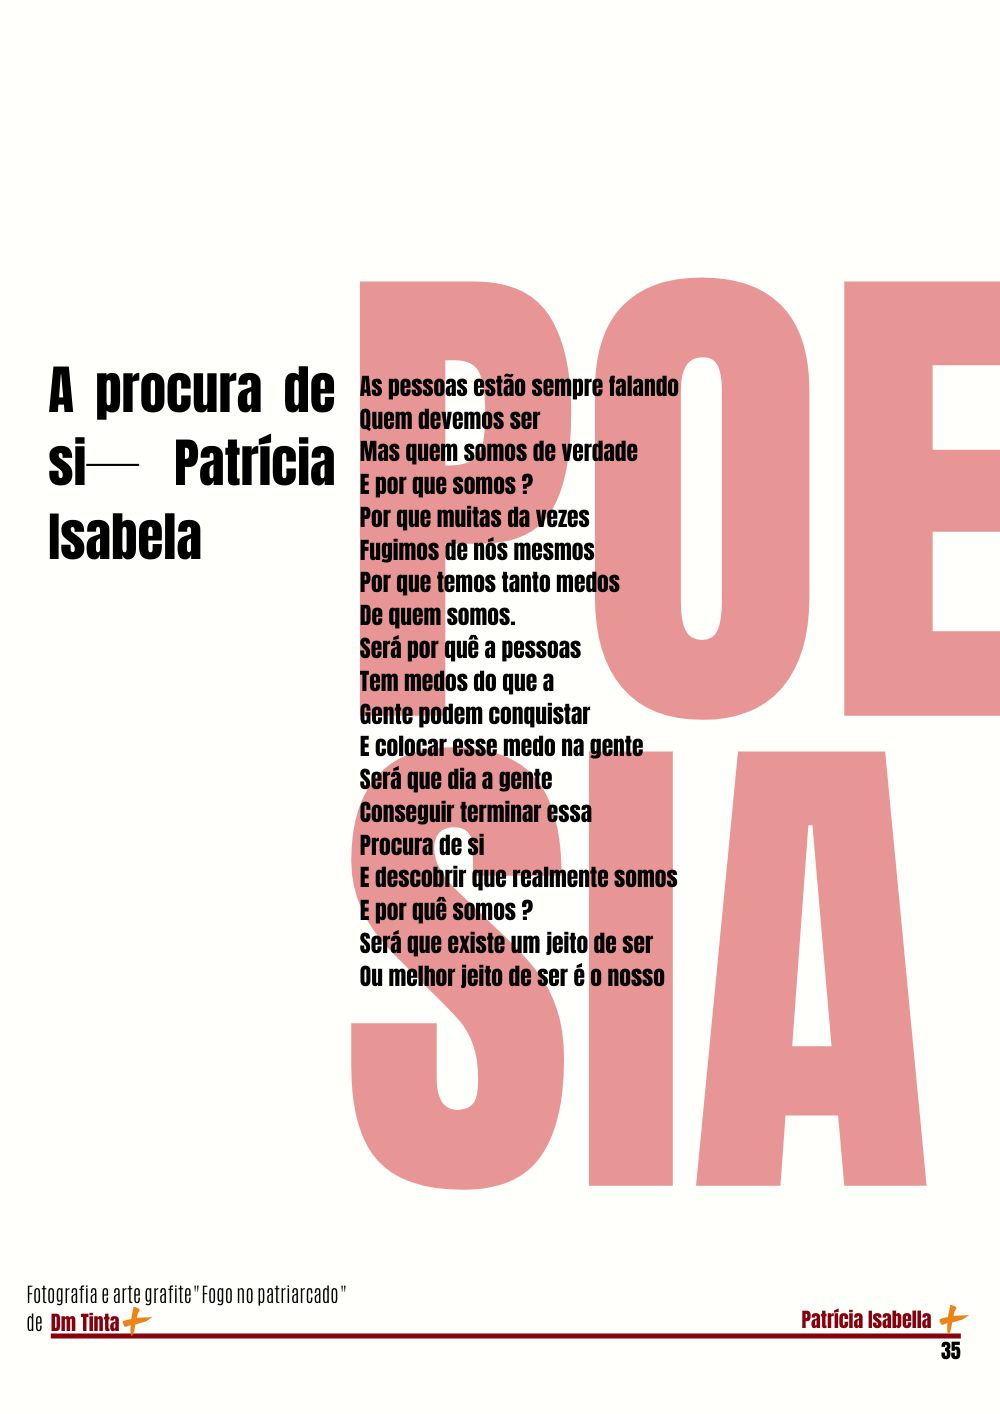 POE
SIA
A procura de
si— Patrícia
Isabela
As pessoas estão sempre falando
Quem devemos ser
Mas quem somos de verdade
E por que somos ?
Por que muitas da vezes
Fugimos de nós mesmos
Por que temos tanto medos
De quem somos.
Será por quê a pessoas
Tem medos do que a
Gente podem conquistar
E colocar esse medo na gente
Será que dia a gente
Conseguir terminar essa
Procura de si
E descobrir que realmente somos
E por quê somos ?
Será que existe um jeito de ser
Ou melhor jeito de ser é o nosso
Fotografia e arte grafite"Fogo no patriarcado"
de Dm Tinta
Patrícia Isabella
35